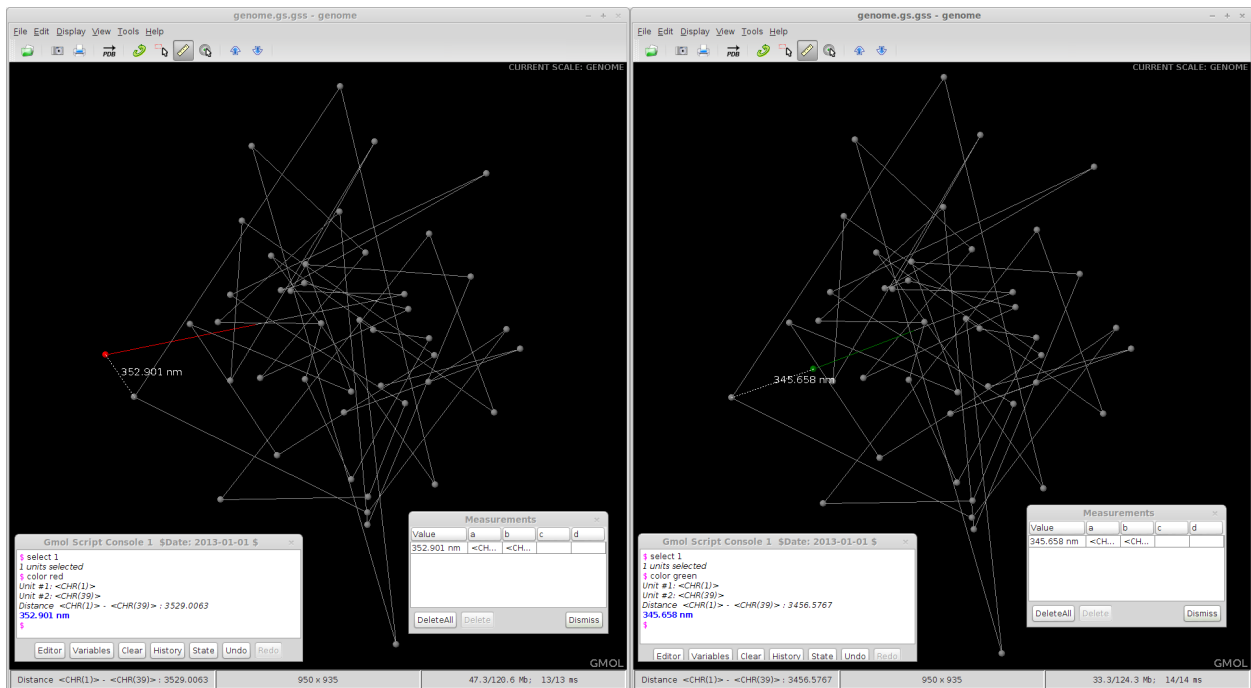 genome.gs.gss - genome
File Edit Display View Tools Help
PDB
CURRENT SCALE: GENOME
352.901 nm
Gmol Script Console 1 $Date: 2013-01-01 $
$ select 1
1 units selected
$ color red
Unit #1: <CHR(1)>
Unit #2: <CHR(39)>
Distance <CHR(1)> - <CHR(39)> : 3529.0063
352.901 nm
$
Editor Variables Clear History State Undo Redo
Measurements
Value a b c d
352.901 nm <CH... <CH...
DeleteAll Delete Dismiss
GMOL
Distance <CHR(1)> - <CHR(39)> : 3529.0063 950 x 935 47.3/120.6 Mb; 13/13 ms
genome.gs.gss - genome
File Edit Display View Tools Help
PDB
CURRENT SCALE: GENOME
345.658 nm
Gmol Script Console 1 $Date: 2013-01-01 $
$ select 1
1 units selected
$ color green
Unit #1: <CHR(1)>
Unit #2: <CHR(39)>
Distance <CHR(1)> - <CHR(39)> : 3456.5767
345.658 nm
$
Editor Variables Clear History State Undo Redo
Measurements
Value a b c d
345.658 nm <CH... <CH...
DeleteAll Delete Dismiss
GMOL
Distance <CHR(1)> - <CHR(39)> : 3456.5767 950 x 935 33.3/124.3 Mb; 14/14 ms